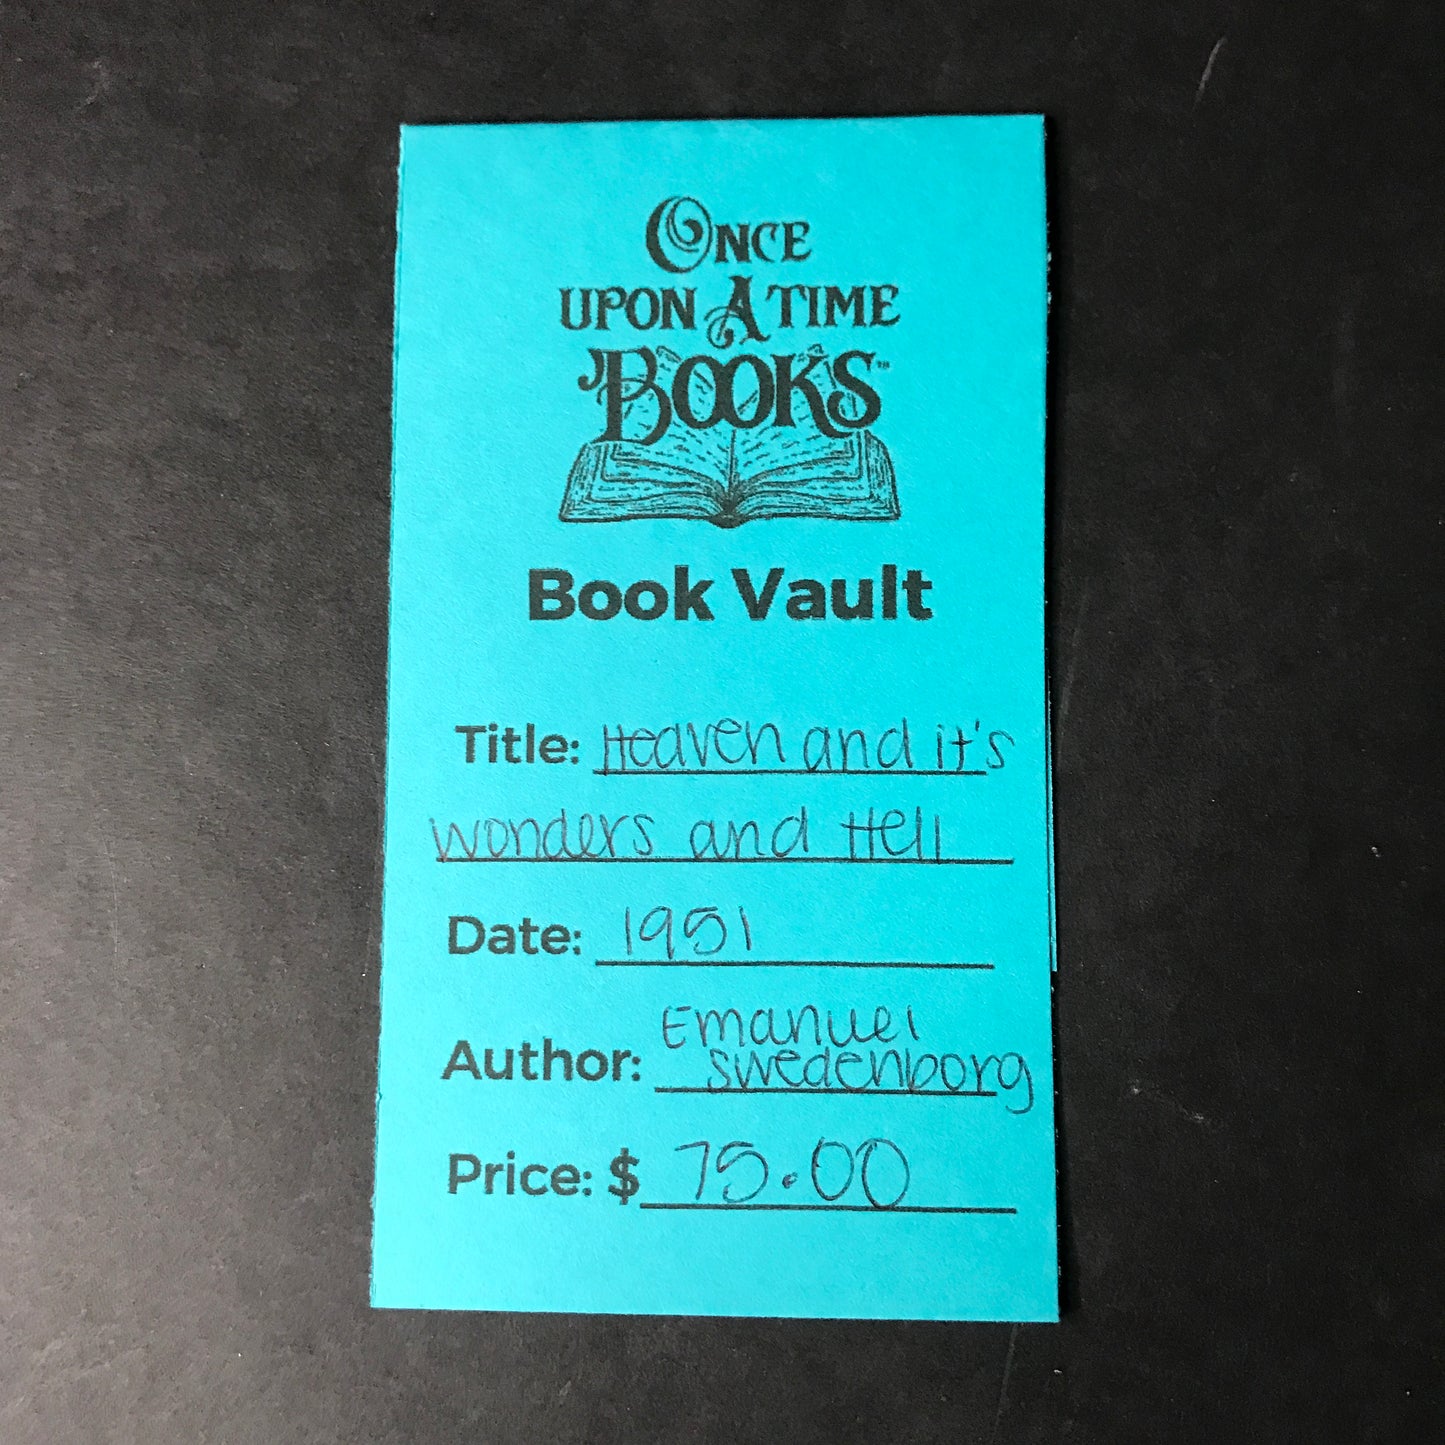 ONCE
UPON A TIME
BOOKS™
Book Vault
Title: Heaven and it's
wonders and Hell
Date: 1951
Author: Emanuel
swedenborg
Price: $ 75.00